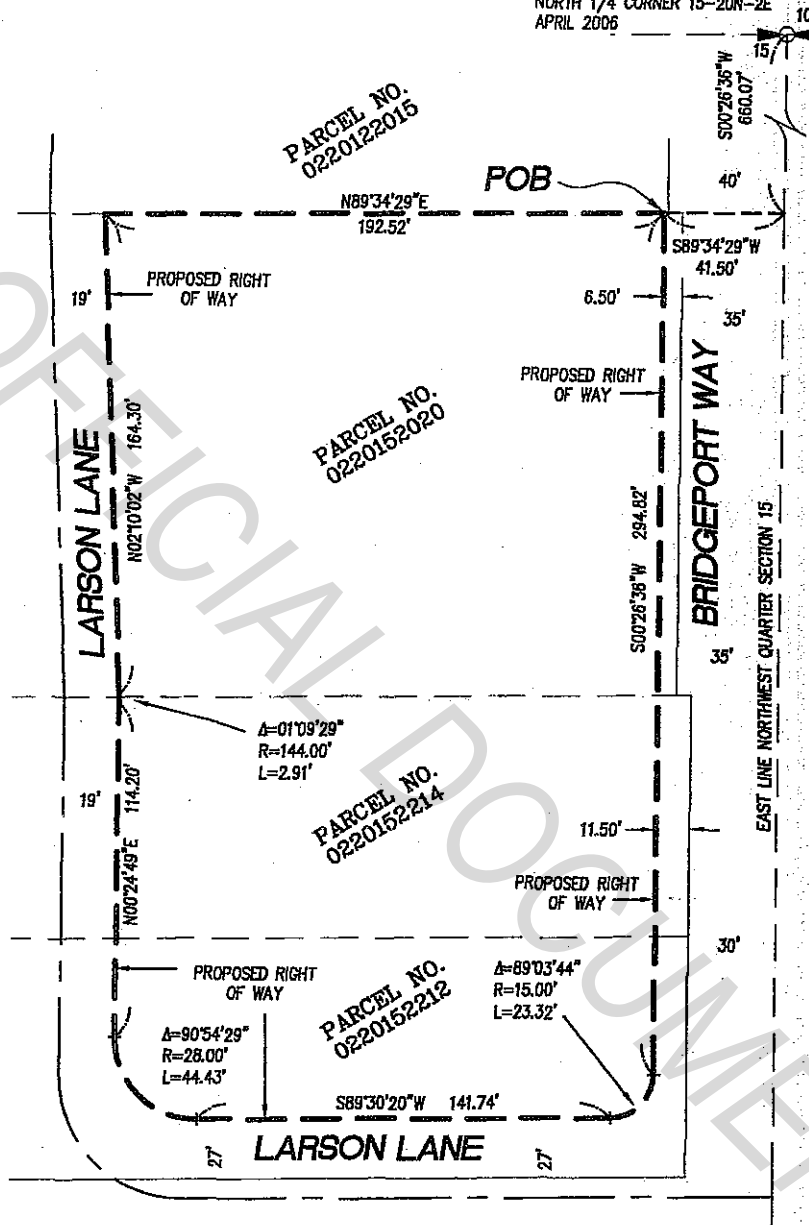 NORTH 1/4 CORNER 15-20N-2E
APRIL 2006
10
15
S00°26'36"W
660.07'
PARCEL NO.
0220122015
POB
40'
N89°34'29"E
192.52'
S89°34'29"W
41.50'
PROPOSED RIGHT
OF WAY
19'
6.50'
35'
PROPOSED RIGHT
OF WAY
PARCEL NO.
0220152020
LARSON LANE
N02°10'02"W 164.30'
S00°26'36"W 294.82'
BRIDGEPORT WAY
EAST LINE NORTHWEST QUARTER SECTION 15
35'
Δ=01°09'29"
R=144.00'
L=2.91'
19'
N00°24'49"E 114.20'
PARCEL NO.
0220152214
11.50'
PROPOSED RIGHT
OF WAY
30'
PROPOSED RIGHT
OF WAY
PARCEL NO.
0220152212
Δ=89°03'44"
R=15.00'
L=23.32'
Δ=90°54'29"
R=28.00'
L=44.43'
S89°30'20"W 141.74'
27'
LARSON LANE
27'
OFFICIAL DOCUME